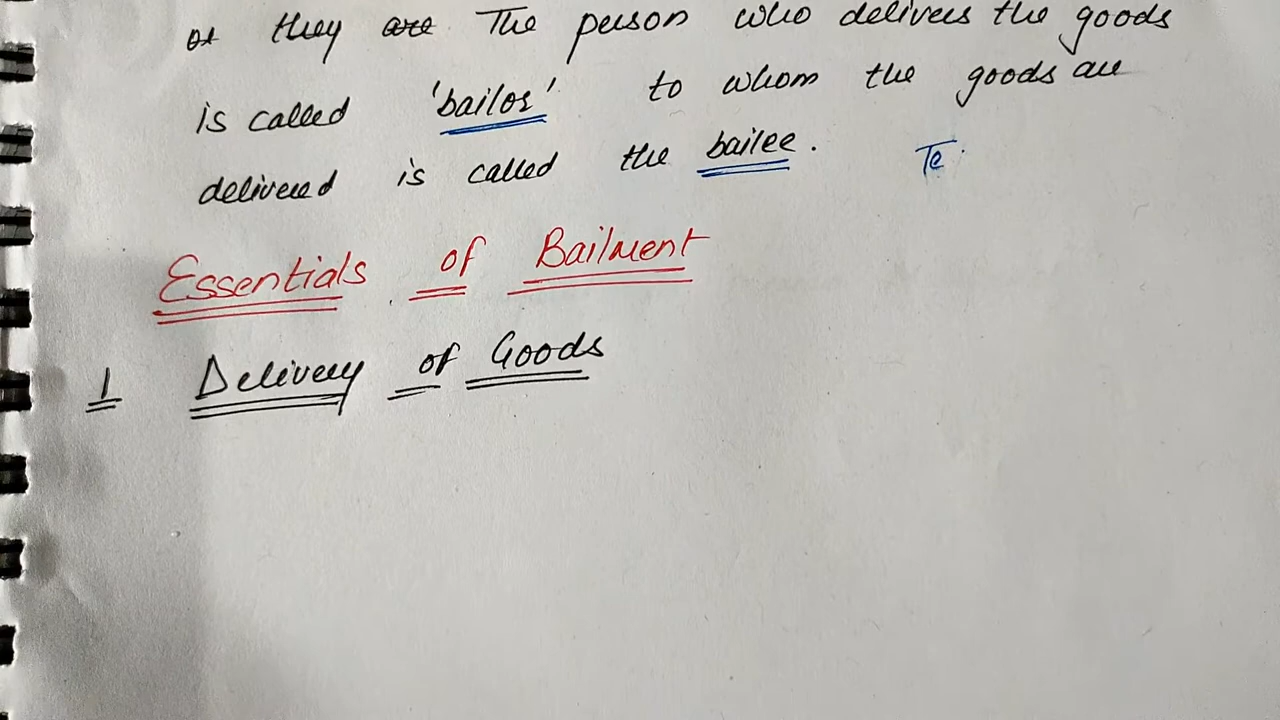 or they are The person who delivers the goods
is called 'bailor' to whom the goods are
delivered is called the bailee. Te
Essentials of Bailment
1 Delivery of Goods